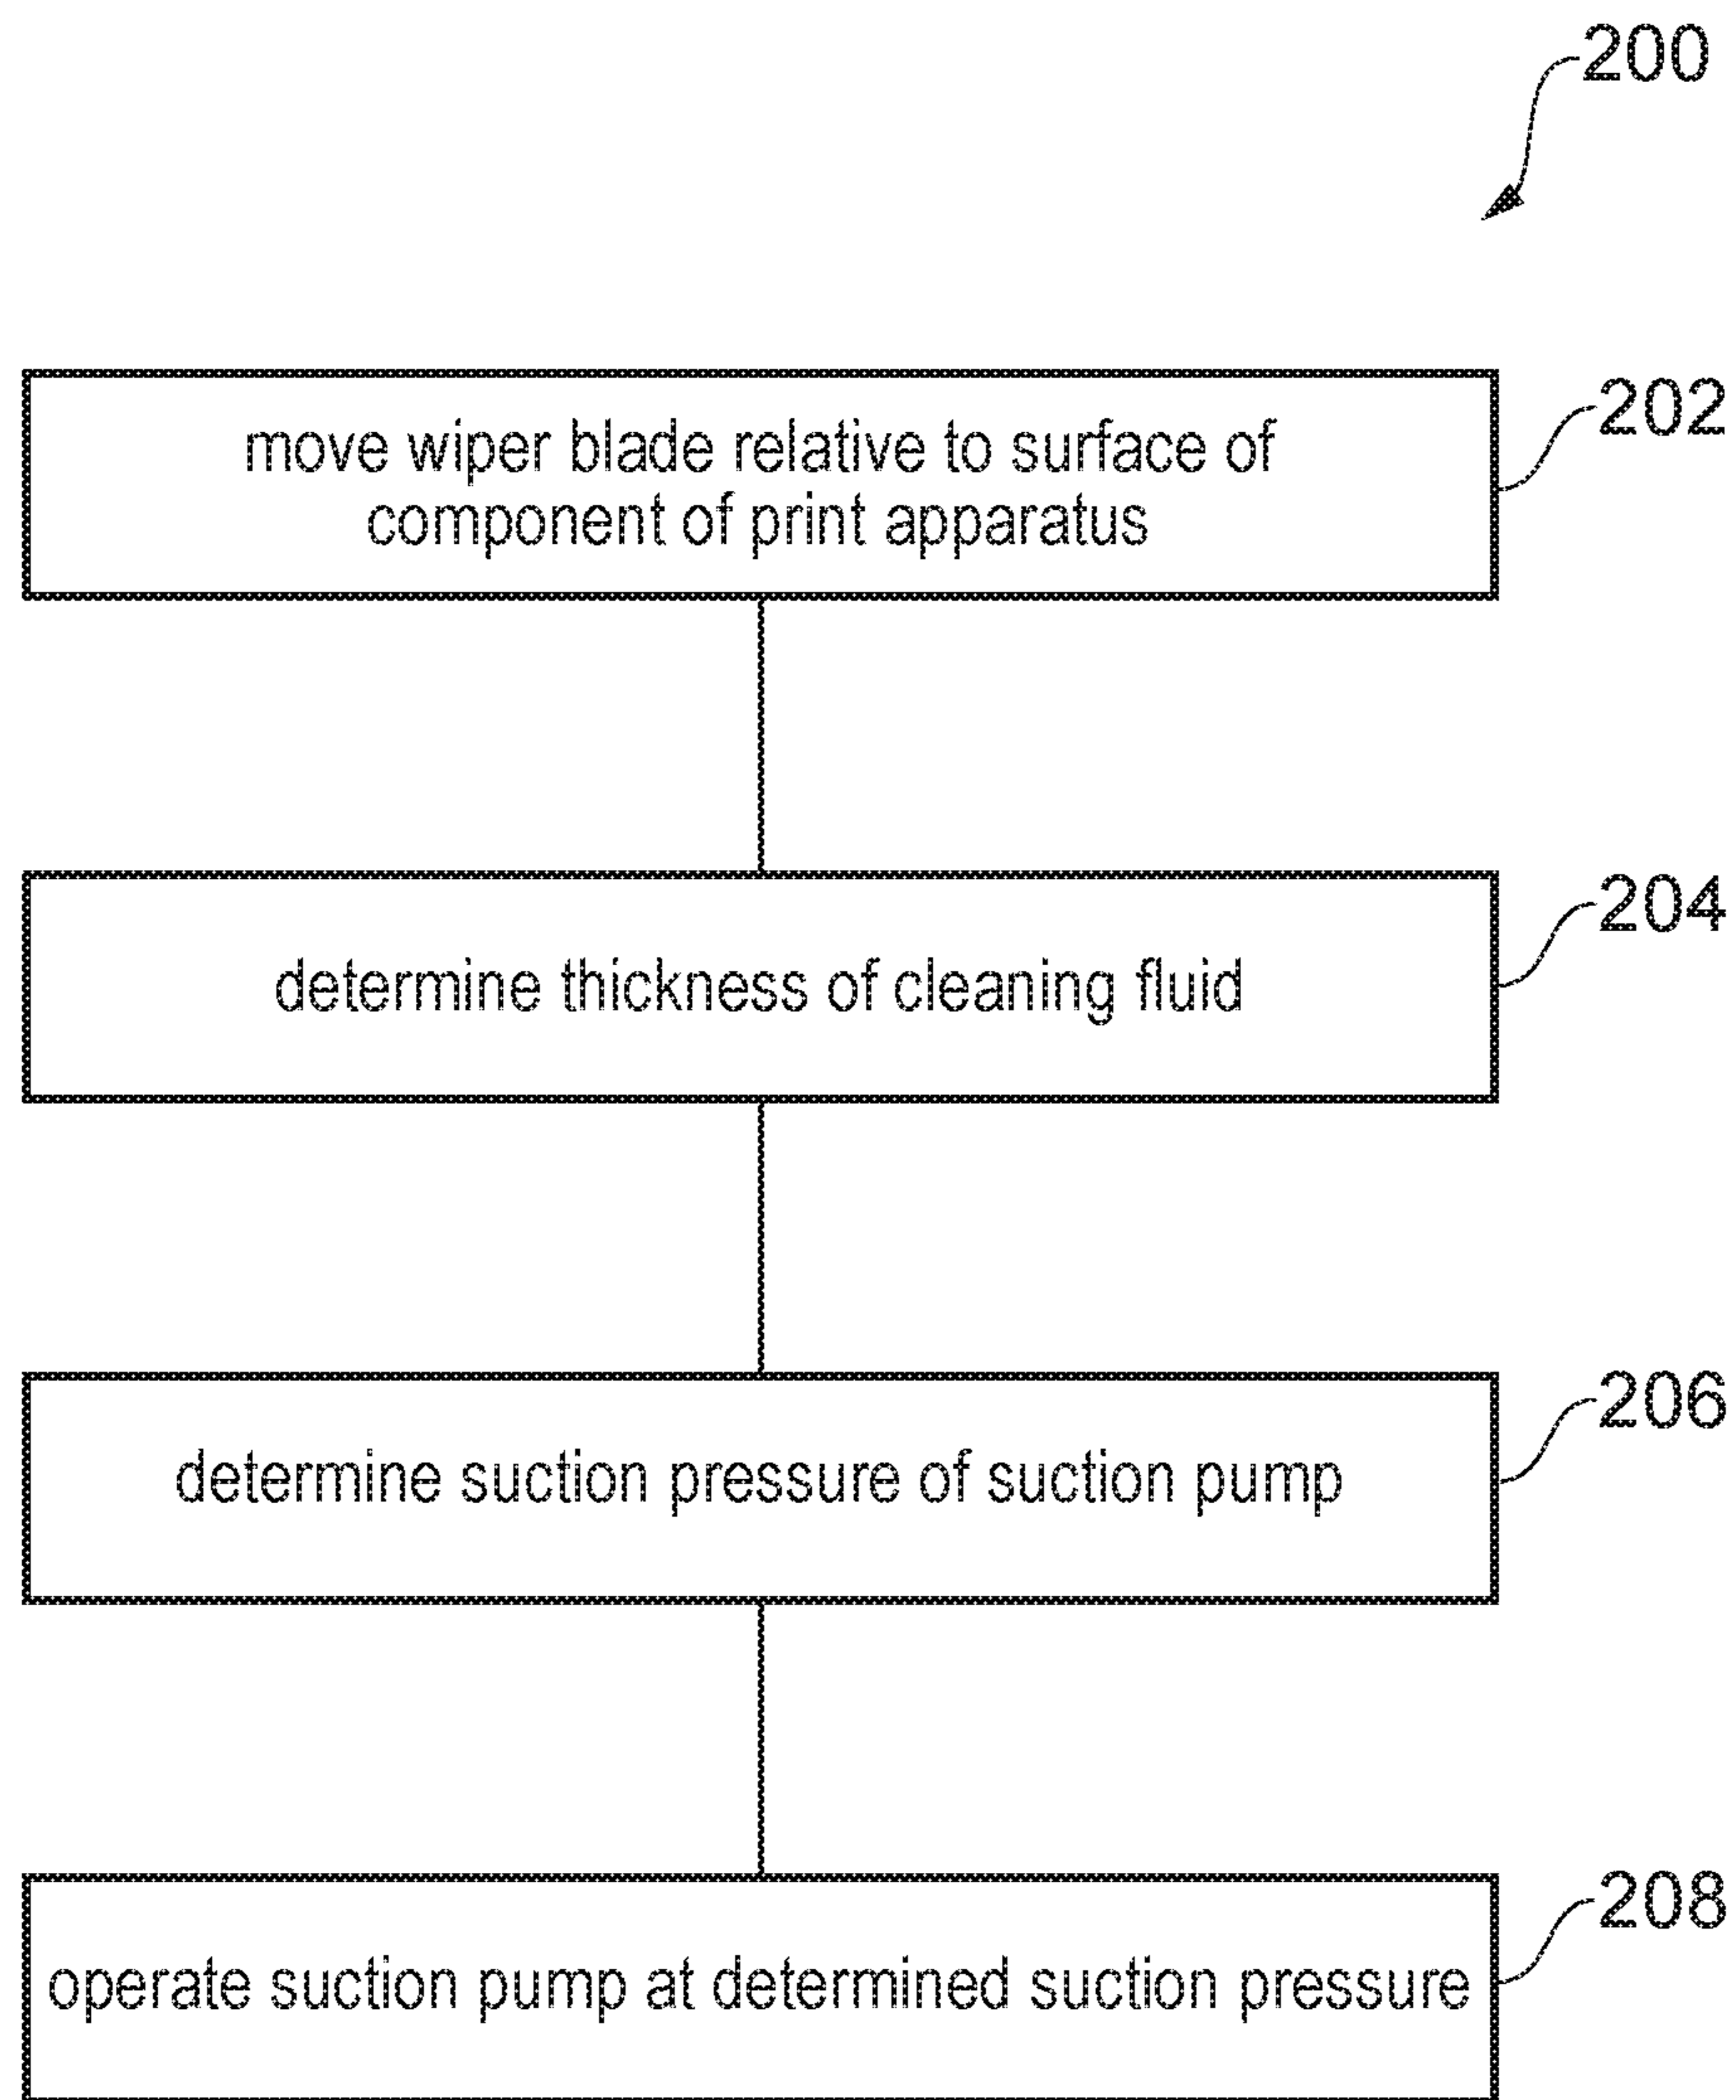 200
move wiper blade relative to surface of
component of print apparatus
202
determine thickness of cleaning fluid
204
determine suction pressure of suction pump
206
operate suction pump at determined suction pressure
208